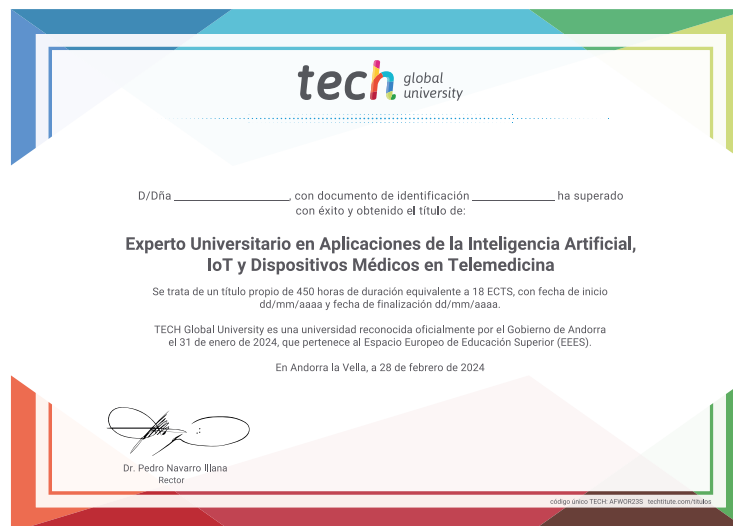 tech global university
D/Dña ______________, con documento de identificación ______________ ha superado
con éxito y obtenido el título de:
Experto Universitario en Aplicaciones de la Inteligencia Artificial,
IoT y Dispositivos Médicos en Telemedicina
Se trata de un título propio de 450 horas de duración equivalente a 18 ECTS, con fecha de inicio
dd/mm/aaaa y fecha de finalización dd/mm/aaaa.
TECH Global University es una universidad reconocida oficialmente por el Gobierno de Andorra
el 31 de enero de 2024, que pertenece al Espacio Europeo de Educación Superior (EEES).
En Andorra la Vella, a 28 de febrero de 2024
Dr. Pedro Navarro Illana
Rector
código único TECH: AFWOR23S techtitute.com/titulos